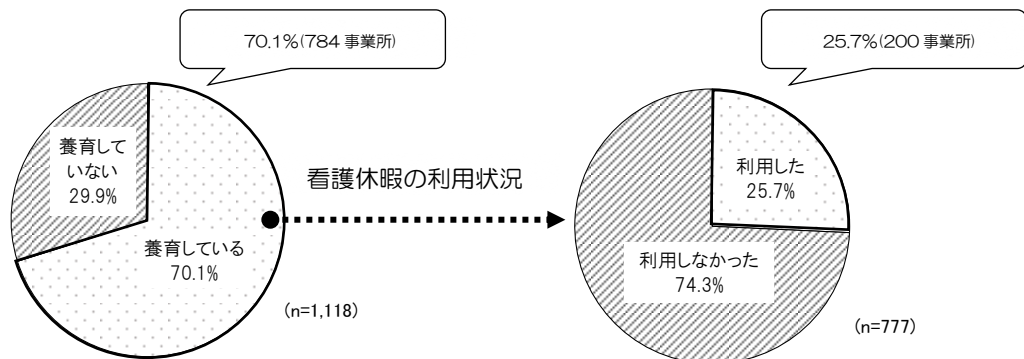 70.1%(784 事業所)
25.7%(200 事業所)
養育して
いない
29.9%
養育している
70.1%
(n=1,118)
看護休暇の利用状況
利用した
25.7%
利用しなかった
74.3%
(n=777)